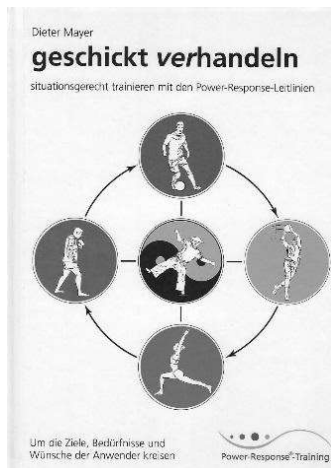 Dieter Mayer
geschickt verhandeln
situationsgerecht trainieren mit den Power-Response-Leitlinien
Um die Ziele, Bedürfnisse und
Wünsche der Anwender kreisen
Power-Response®-Training